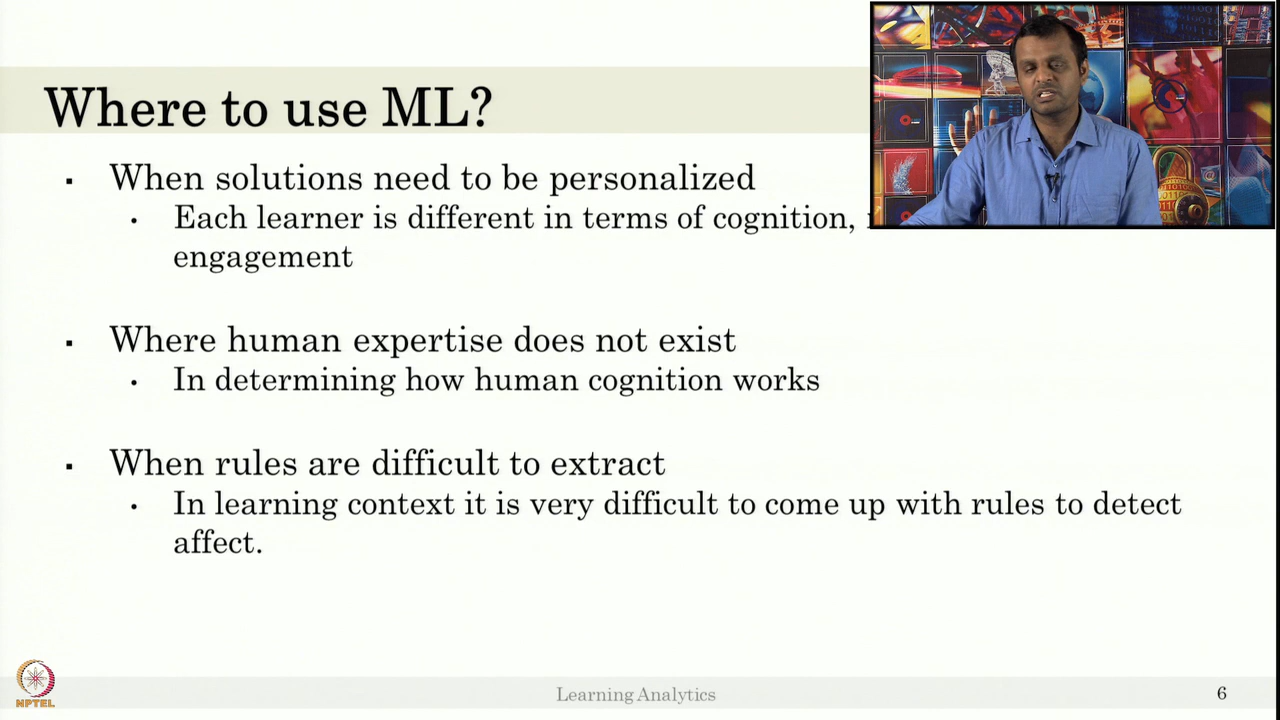 Where to use ML?
▪ When solutions need to be personalized
• Each learner is different in terms of cognition,
engagement
▪ Where human expertise does not exist
• In determining how human cognition works
▪ When rules are difficult to extract
• In learning context it is very difficult to come up with rules to detect
affect.
NPTEL
Learning Analytics
6